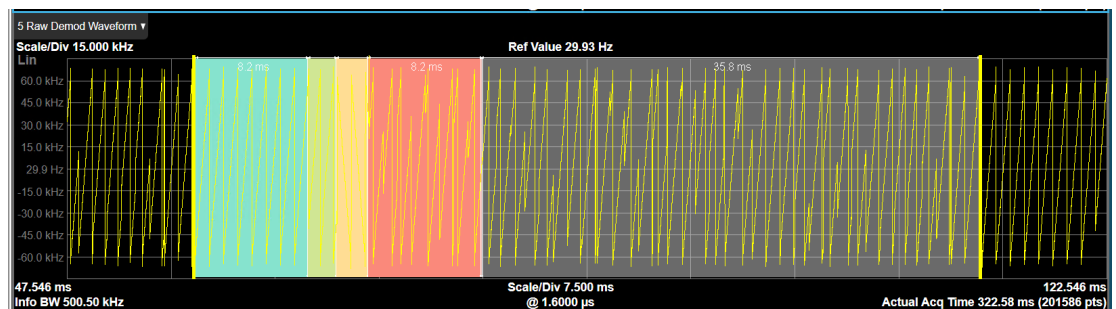 5 Raw Demod Waveform ▼
Scale/Div 15.000 kHz Ref Value 29.93 Hz
Lin
8.2 ms 8.2 ms 35.8 ms
60.0 kHz
45.0 kHz
30.0 kHz
15.0 kHz
29.9 Hz
-15.0 kHz
-30.0 kHz
-45.0 kHz
-60.0 kHz
47.546 ms Scale/Div 7.500 ms 122.546 ms
Info BW 500.50 kHz @ 1.6000 µs Actual Acq Time 322.58 ms (201586 pts)